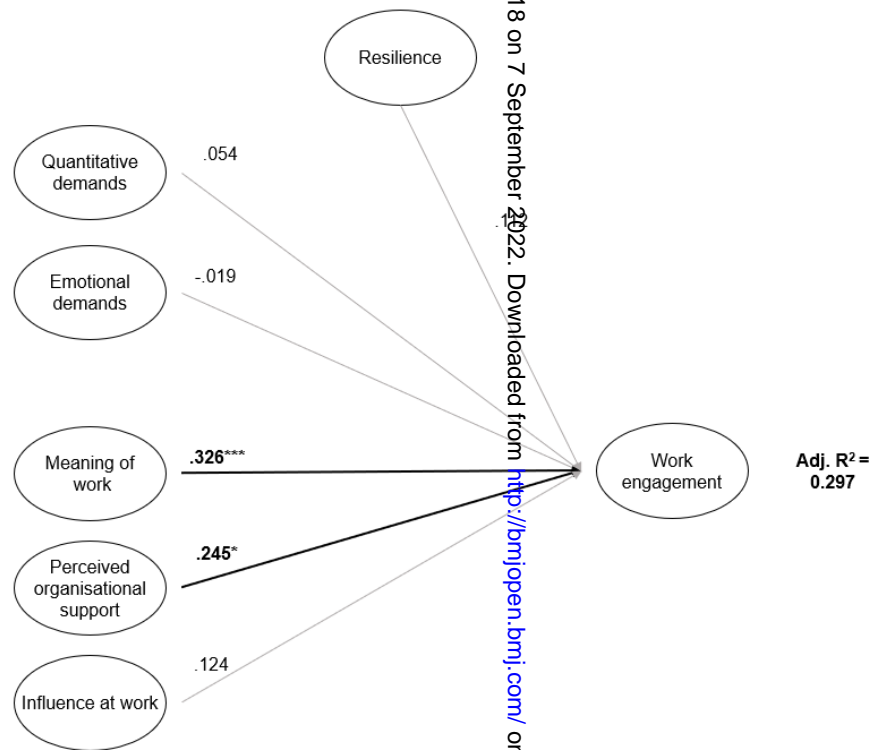 Resilience
Quantitative
demands
.054
Emotional
demands
-.019
Meaning of
work
.326***
Perceived
organisational
support
.245*
Influence at work
.124
Work
engagement
Adj. R² =
0.297
18 on 7 September 2022. Downloaded from http://bmjopen.bmj.com/ on